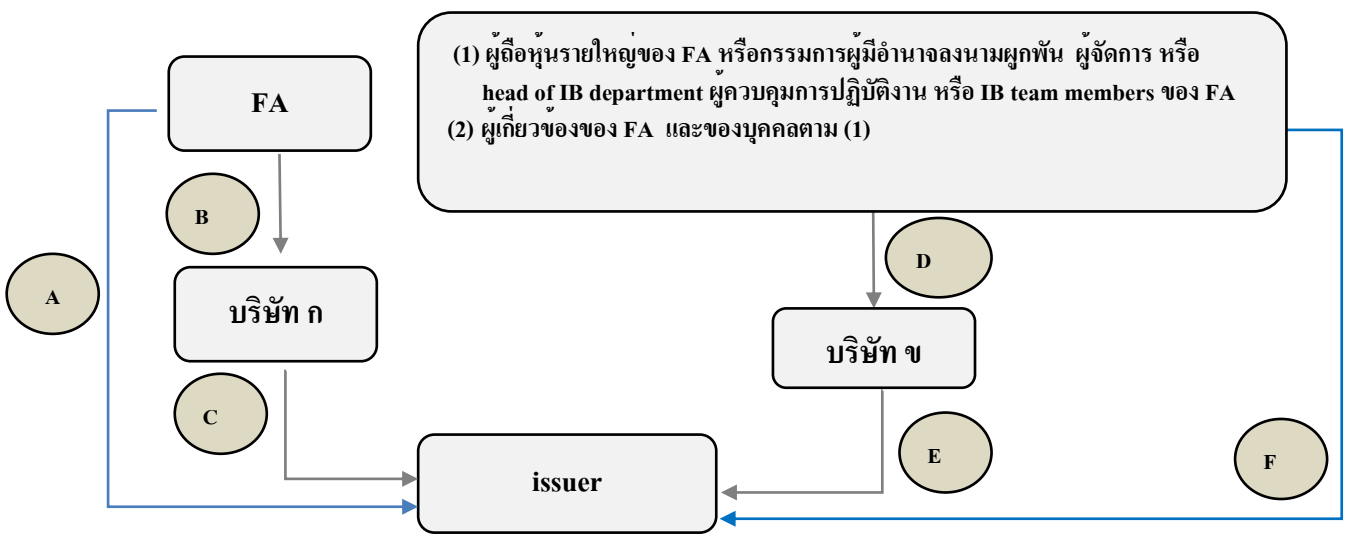 (1) ผู้ถือหุ้นรายใหญ่ของ FA หรือกรรมการผู้มีอำนาจลงนามผูกพัน ผู้จัดการ หรือ
head of IB department ผู้ควบคุมการปฏิบัติงาน หรือ IB team members ของ FA
(2) ผู้เกี่ยวข้องของ FA และของบุคคลตาม (1)
FA
B
D
A
บริษัท ก
บริษัท ข
C
E
F
issuer